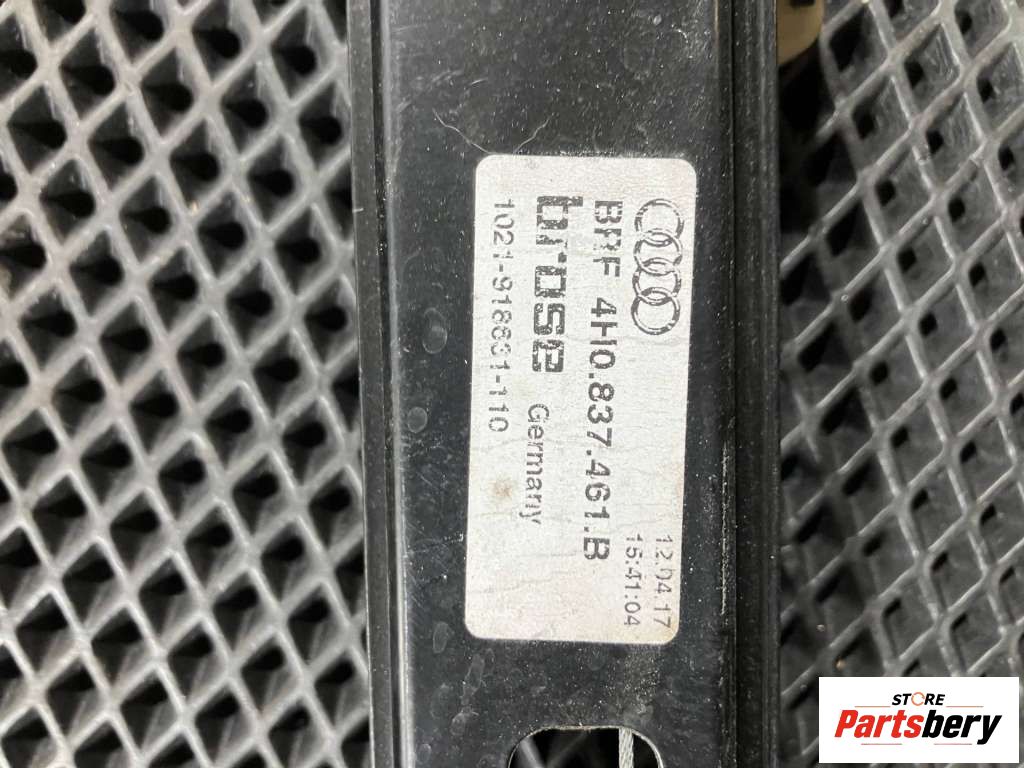 12.04.17
15:41:04
BRF 4H0.837.461.B
brose Germany
1021-918631-110
STORE
Partsbery